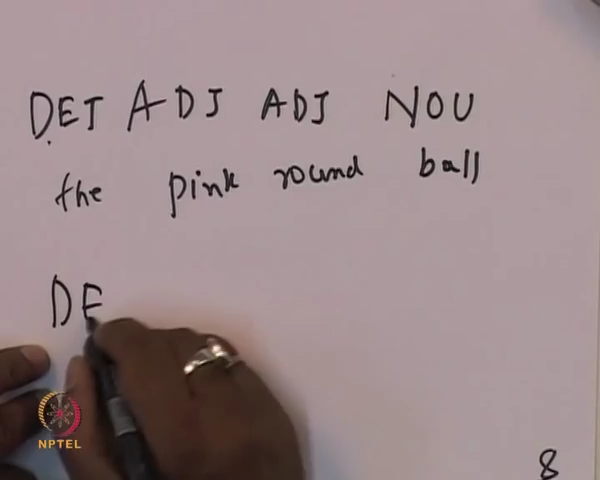 DET ADJ ADJ NOU
the pink round ball
DE
NPTEL
8